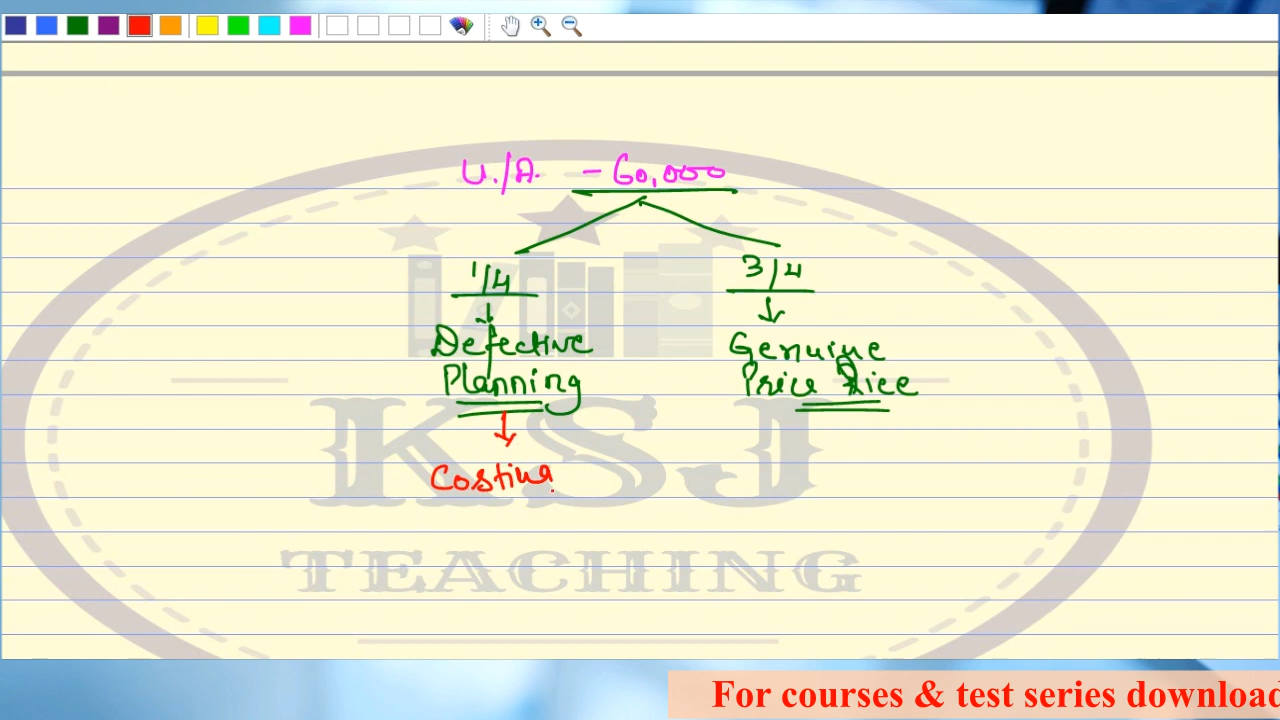 U./A. - 60,000
1/4 3/4
Defective Genuine
Planning Price Rice
Costing
KSJ
TEACHING
For courses & test series download